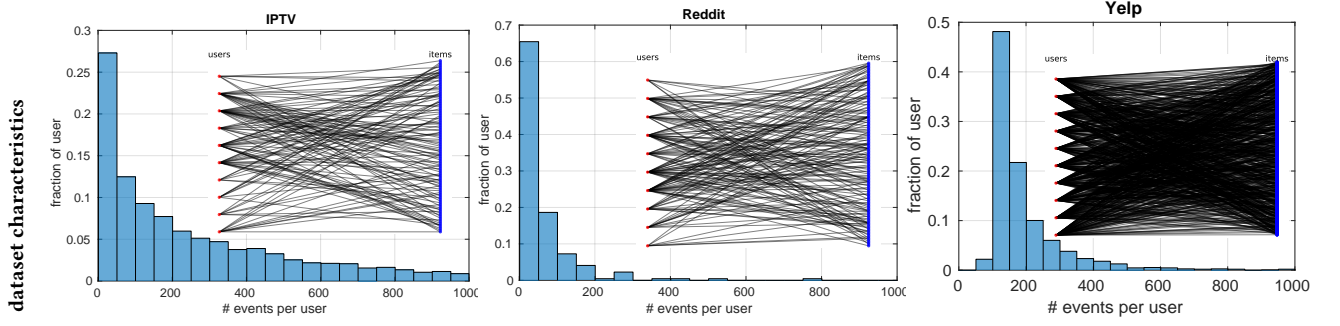 dataset characteristics
IPTV
fraction of user
0.3
0.25
0.2
0.15
0.1
0.05
0
users
items
0 200 400 600 800 1000
# events per user
Reddit
fraction of user
0.7
0.6
0.5
0.4
0.3
0.2
0.1
0
users
items
0 200 400 600 800 100
# events per user
Yelp
fraction of user
0.5
0.4
0.3
0.2
0.1
0
users
items
0 200 400 600 800 1000
# events per user